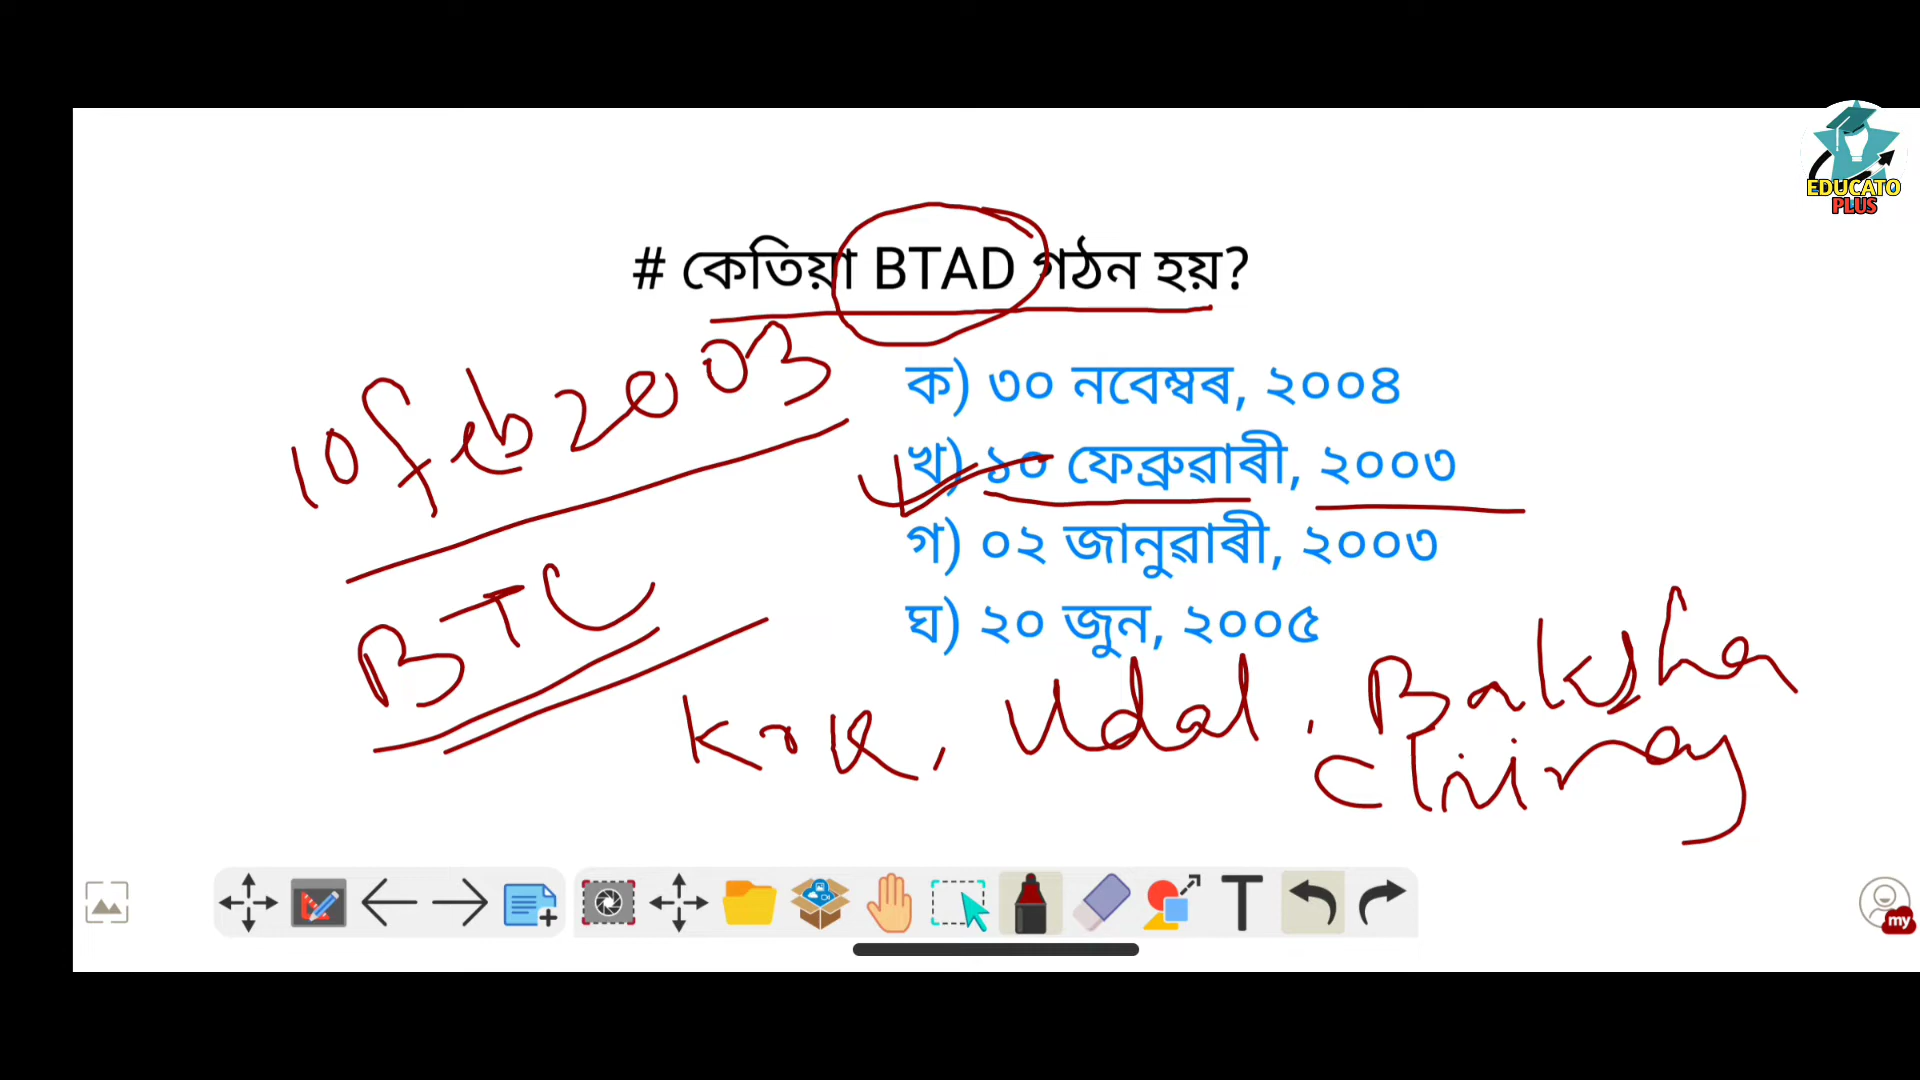 EDUCATO
PLUS
# কেতিয়া BTAD গঠন হয়?
10 feb 2003
ক) ৩০ নবেম্বৰ, ২০০৪
খ) ১০ ফেব্ৰুৱাৰী, ২০০৩
গ) ০২ জানুৱাৰী, ২০০৩
ঘ) ২০ জুন, ২০০৫
BTC
Udal. Baksha
T
my